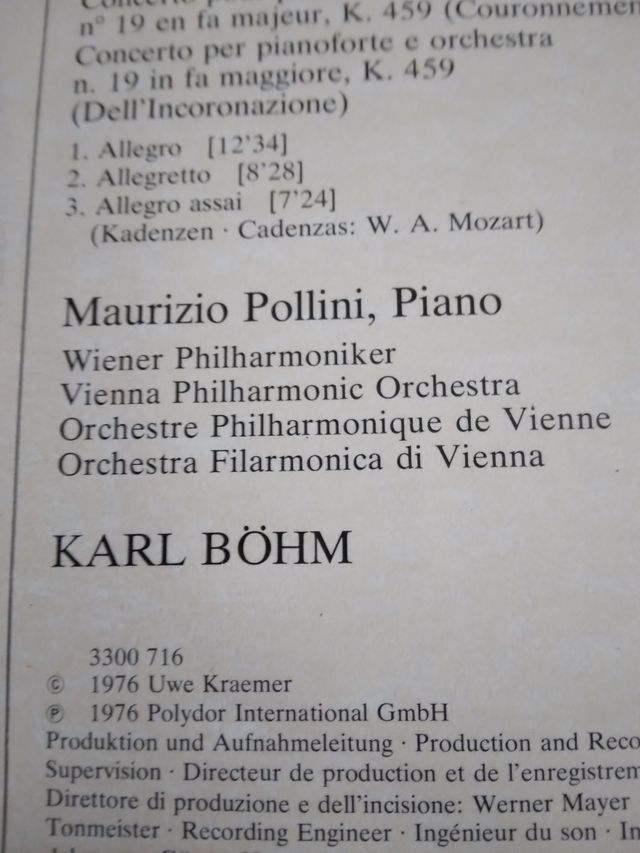 n° 19 en fa majeur, K. 459 (Couronnemen
Concerto per pianoforte e orchestra
n. 19 in fa maggiore, K. 459
(Dell'Incoronazione)
1. Allegro [12'34]
2. Allegretto [8'28]
3. Allegro assai [7'24]
(Kadenzen · Cadenzas: W. A. Mozart)
Maurizio Pollini, Piano
Wiener Philharmoniker
Vienna Philharmonic Orchestra
Orchestre Philharmonique de Vienne
Orchestra Filarmonica di Vienna
KARL BÖHM
3300 716
© 1976 Uwe Kraemer
℗ 1976 Polydor International GmbH
Produktion und Aufnahmeleitung · Production and Reco
Supervision · Directeur de production et de l'enregistrem
Direttore di produzione e dell'incisione: Werner Mayer
Tonmeister · Recording Engineer · Ingénieur du son · In